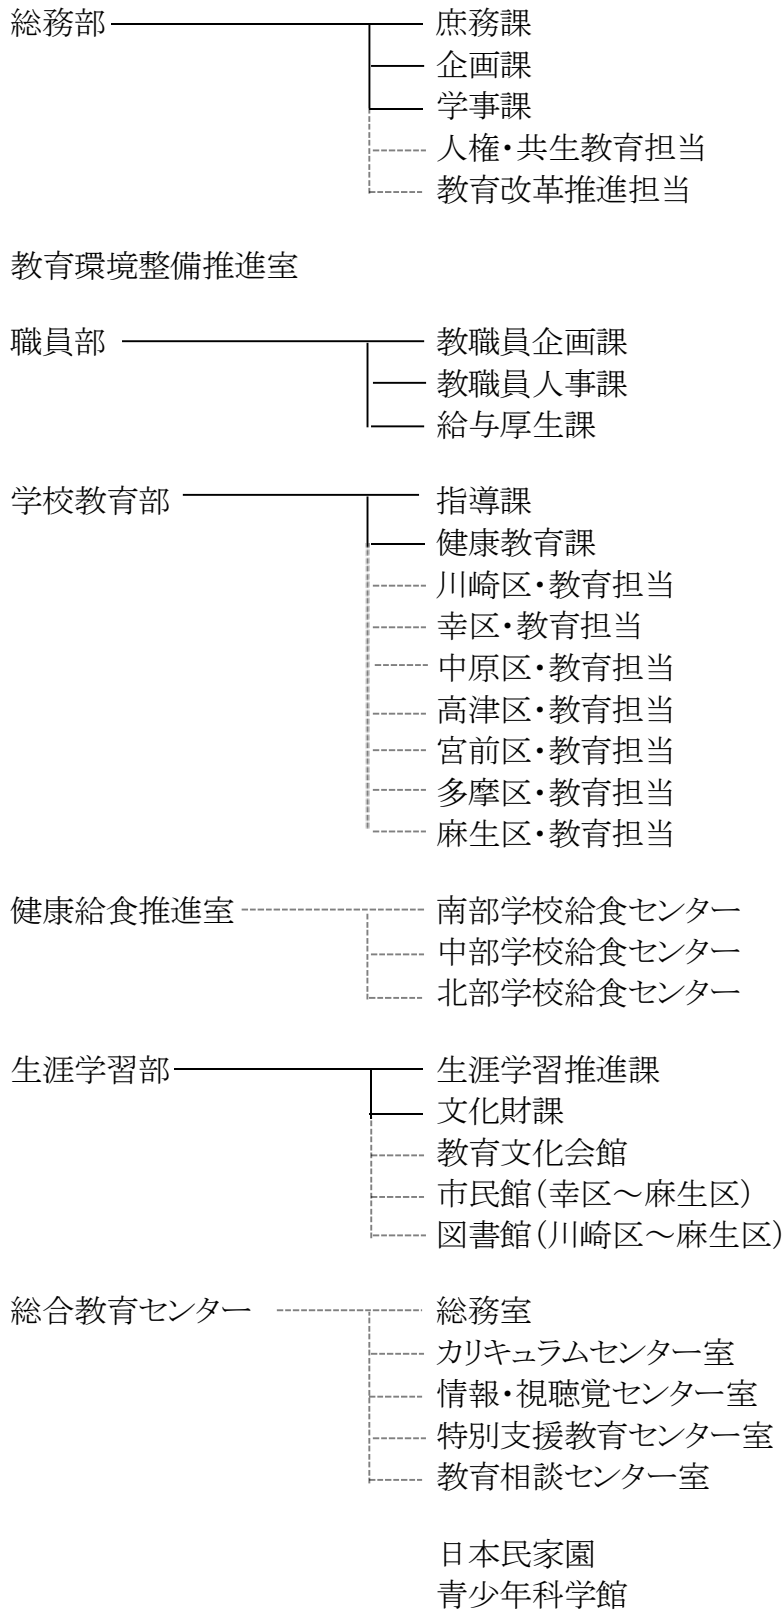 総務部 庶務課
企画課
学事課
人権・共生教育担当
教育改革推進担当
教育環境整備推進室
職員部 教職員企画課
教職員人事課
給与厚生課
学校教育部 指導課
健康教育課
川崎区・教育担当
幸区・教育担当
中原区・教育担当
高津区・教育担当
宮前区・教育担当
多摩区・教育担当
麻生区・教育担当
健康給食推進室 南部学校給食センター
中部学校給食センター
北部学校給食センター
生涯学習部 生涯学習推進課
文化財課
教育文化会館
市民館(幸区～麻生区)
図書館(川崎区～麻生区)
総合教育センター 総務室
カリキュラムセンター室
情報・視聴覚センター室
特別支援教育センター室
教育相談センター室
日本民家園
青少年科学館